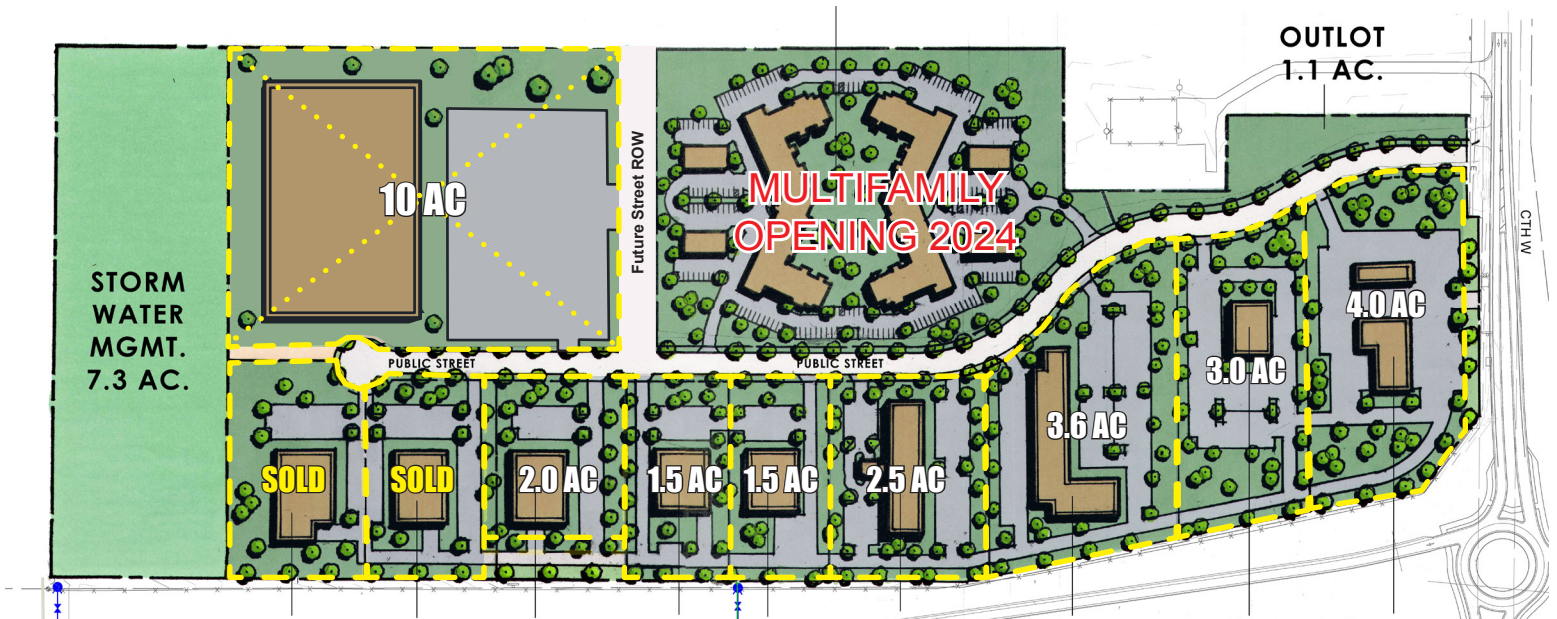 OUTLOT
1.1 AC.
10 AC
Future Street ROW
MULTIFAMILY
OPENING 2024
CTH W
STORM
WATER
MGMT.
7.3 AC.
4.0 AC
PUBLIC STREET
PUBLIC STREET
3.0 AC
3.6 AC
SOLD
SOLD
2.0 AC
1.5 AC
1.5 AC
2.5 AC